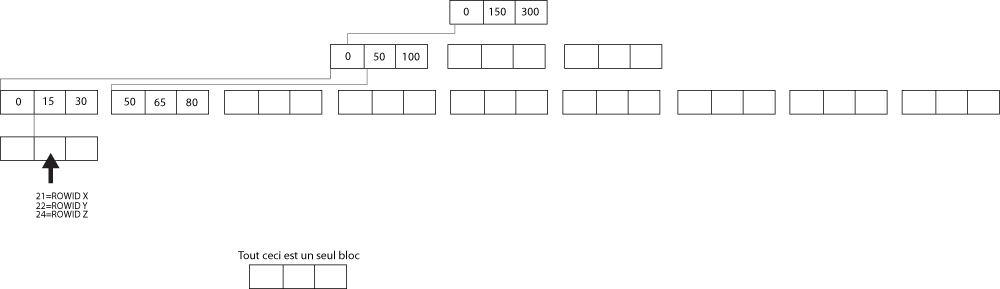 0 150 300
0 50 100
0 15 30 50 65 80
21=ROWID X
22=ROWID Y
24=ROWID Z
Tout ceci est un seul bloc